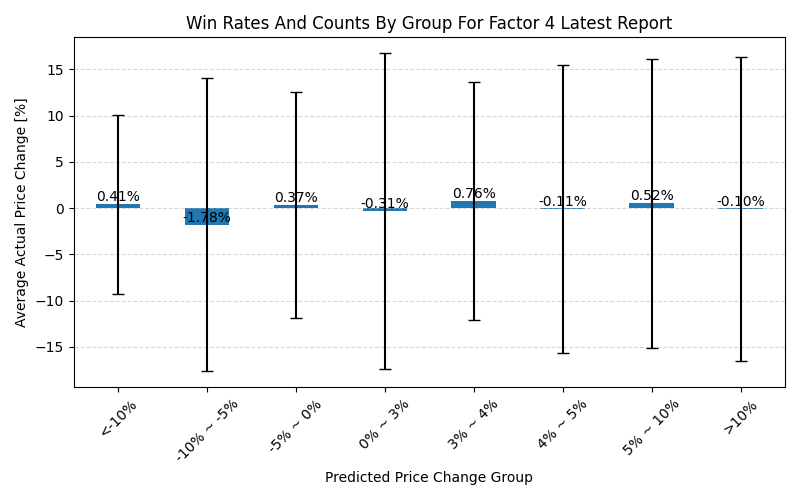 Win Rates And Counts By Group For Factor 4 Latest Report
Average Actual Price Change [%]
15
10
5
0
−5
−10
−15
0.41%
-1.78%
0.37%
-0.31%
0.76%
-0.11%
0.52%
-0.10%
<-10%
-10% ~ -5%
-5% ~ 0%
0% ~ 3%
3% ~ 4%
4% ~ 5%
5% ~ 10%
>10%
Predicted Price Change Group